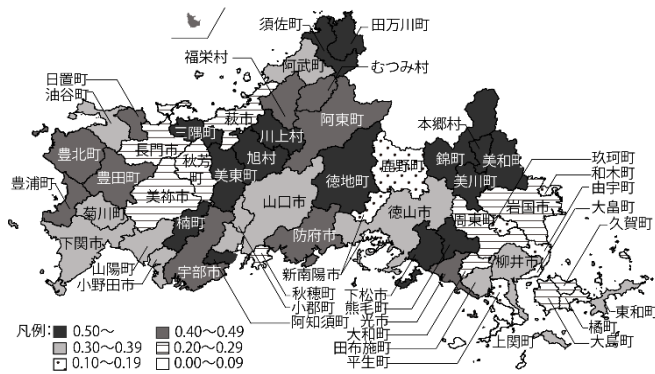 須佐町
田万川町
福栄村
阿武町
むつみ村
日置町
油谷町
萩市
三隅町
川上村
阿東町
本郷村
長門市
旭村
鹿野町
錦町
美和町
玖珂町
豊北町
秋芳町
美東町
徳地町
美川町
和木町
豊浦町
豊田町
美祢市
由宇町
岩国市
大畠町
菊川町
山口市
徳山市
周東町
久賀町
楠町
下関市
防府市
柳井市
山陽町
小野田市
宇部市
新南陽市
秋穂町
小郡町
阿知須町
下松市
熊毛町
光市
大和町
田布施町
平生町
上関町
橘町
東和町
大島町
凡例:
0.50~
0.40~0.49
0.30~0.39
0.20~0.29
0.10~0.19
0.00~0.09